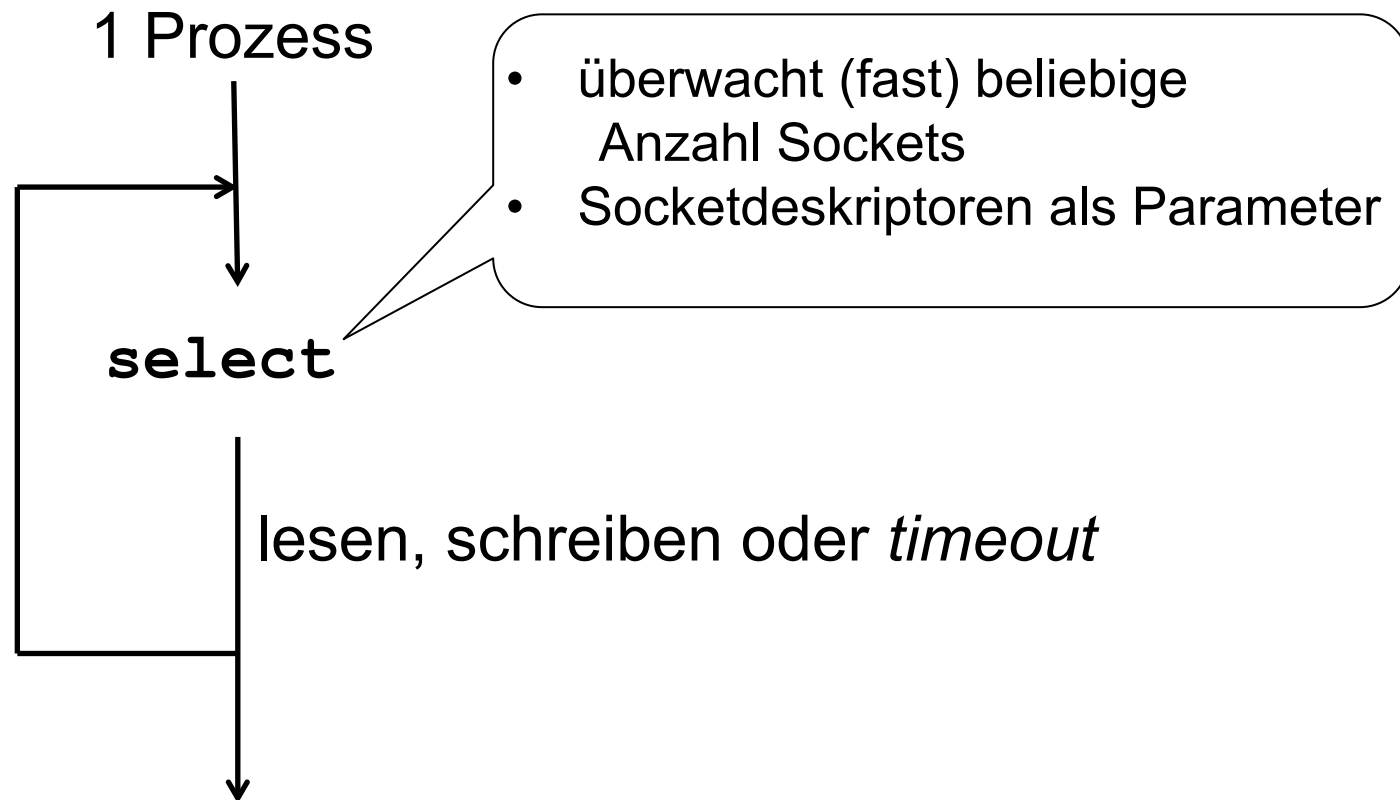 1 Prozess
• überwacht (fast) beliebige
Anzahl Sockets
• Socketdeskriptoren als Parameter
select
lesen, schreiben oder timeout